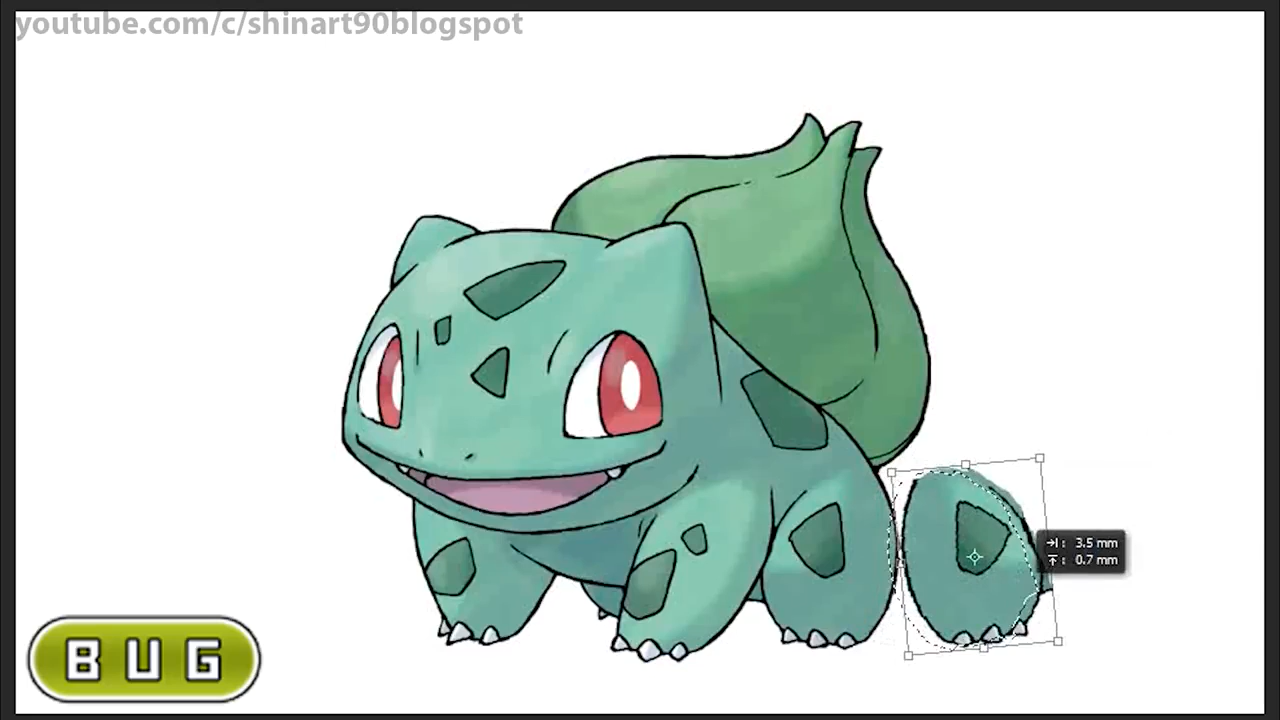 youtube.com/c/shinart90blogspot
→I : 3.5 mm
⊼ : 0.7 mm
BUG